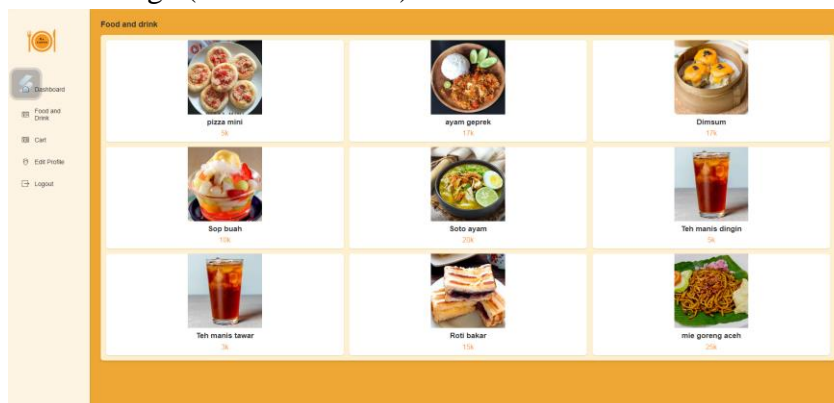 Food and drink
Dashboard
Food and
Drink
Cart
Edit Profile
Logout
pizza mini
5k
ayam geprek
17k
Dimsum
17k
Sop buah
10k
Soto ayam
20k
Teh manis dingin
5k
Teh manis tawar
3k
Roti bakar
15k
mie goreng aceh
25k